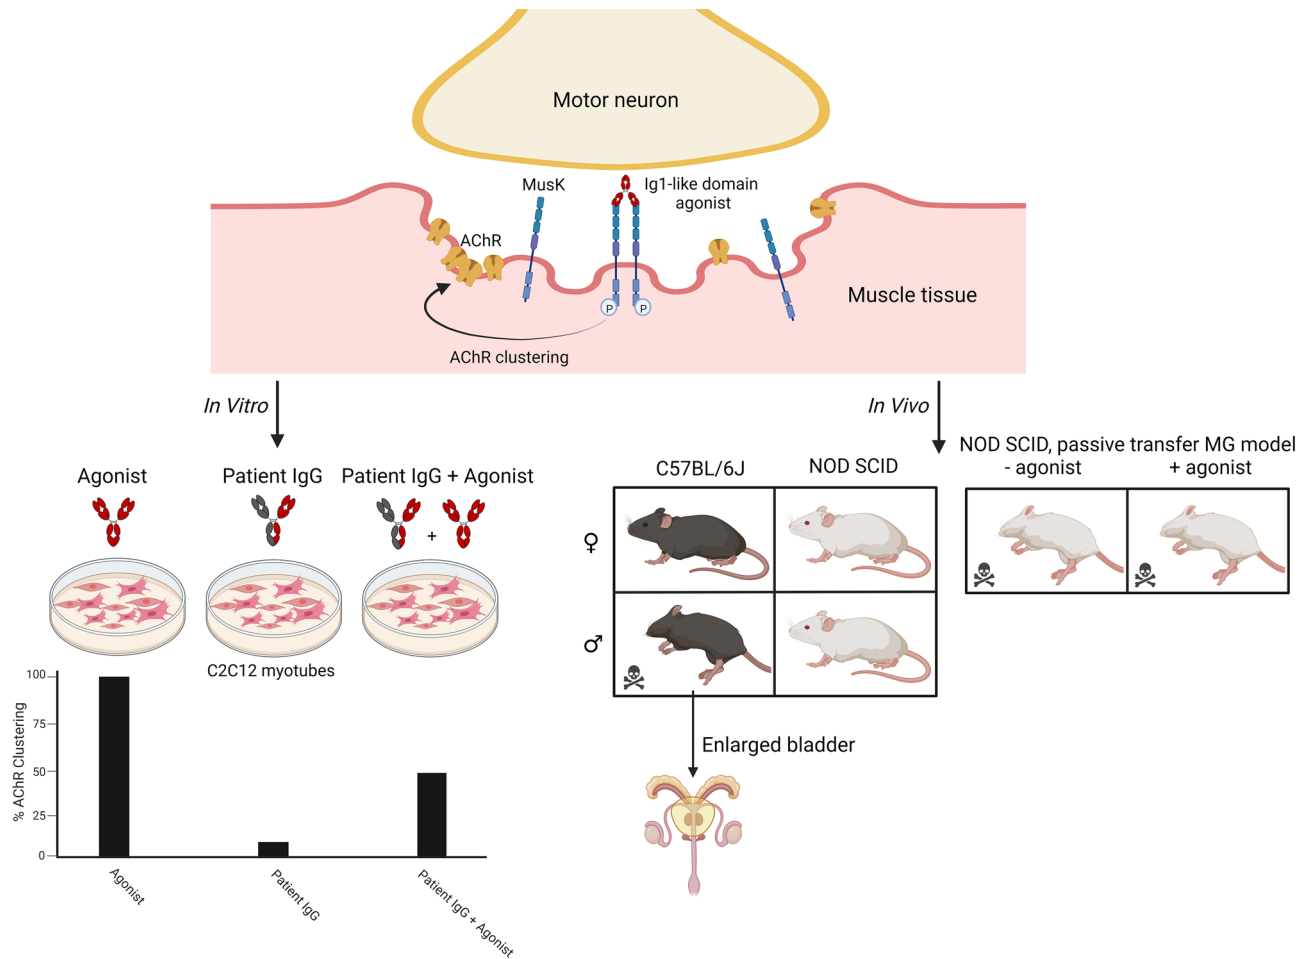 Motor neuron
MusK
Ig1-like domain
agonist
AChR
Muscle tissue
P
P
AChR clustering
In Vitro
In Vivo
Agonist
Patient IgG
Patient IgG + Agonist
+
C2C12 myotubes
100
75
50
25
0
% AChR Clustering
Agonist
Patient IgG
Patient IgG + Agonist
C57BL/6J
NOD SCID
♀
♂
Enlarged bladder
NOD SCID, passive transfer MG model
- agonist
+ agonist